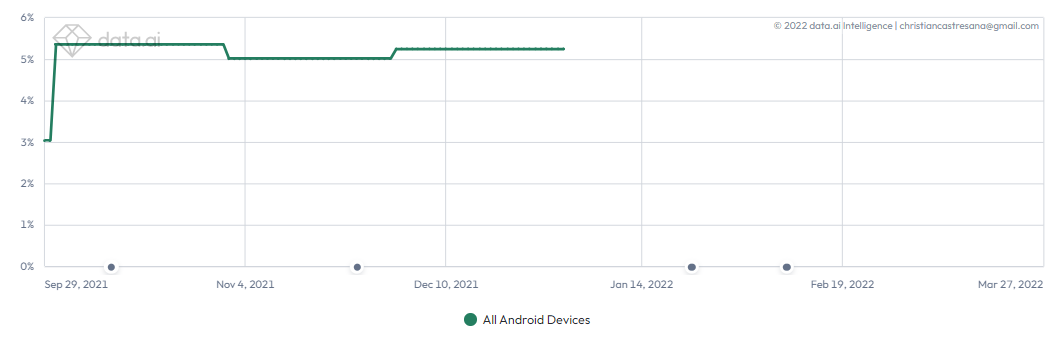 6%
© 2022 data.ai Intelligence | christiancastresana@gmail.com
data.ai
5%
4%
3%
2%
1%
0%
Sep 29, 2021 Nov 4, 2021 Dec 10, 2021 Jan 14, 2022 Feb 19, 2022 Mar 27, 2022
All Android Devices